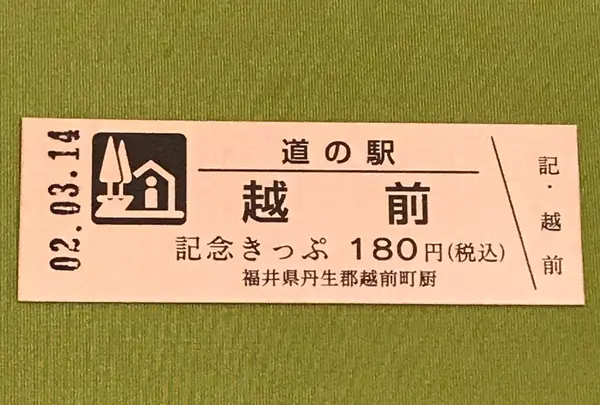 02.03.14
道の駅
越前
記念きっぷ 180円(税込)
福井県丹生郡越前町厨
記・越前